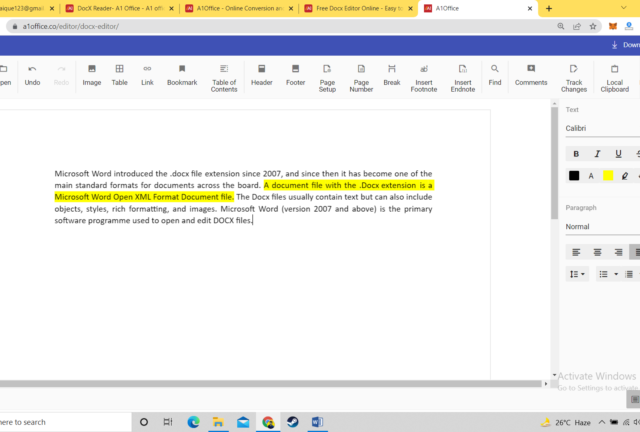 aique123@gmail
DocX Reader- A1 Office - A1 offi
A1Office - Online Conversion an
Free Docx Editor Online - Easy to
A1Office
a1office.co/editor/docx-editor/
Down
pen
Undo
Redo
Image
Table
Link
Bookmark
Table of
Contents
Header
Footer
Page
Setup
Page
Number
Break
Insert
Footnote
Insert
Endnote
Find
Comments
Track
Changes
Local
Clipboard
Text
Calibri
B I U S
A
Paragraph
Normal
Microsoft Word introduced the .docx file extension since 2007, and since then it has become one of the
main standard formats for documents across the board. A document file with the .Docx extension is a
Microsoft Word Open XML Format Document file. The Docx files usually contain text but can also include
objects, styles, rich formatting, and images. Microsoft Word (version 2007 and above) is the primary
software programme used to open and edit DOCX files.
Activate Windows
Go to Settings to activate
here to search
26°C Haze